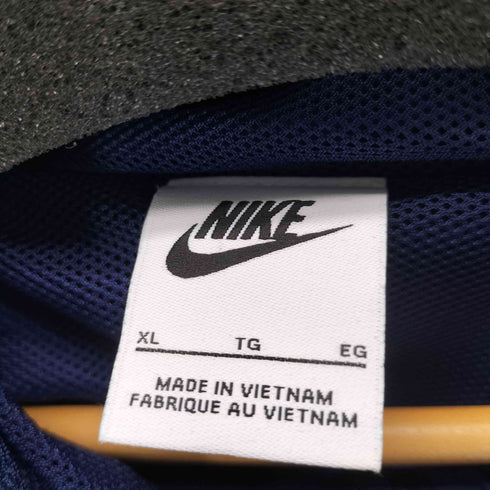 NIKE
XL TG EG
MADE IN VIETNAM
FABRIQUE AU VIETNAM